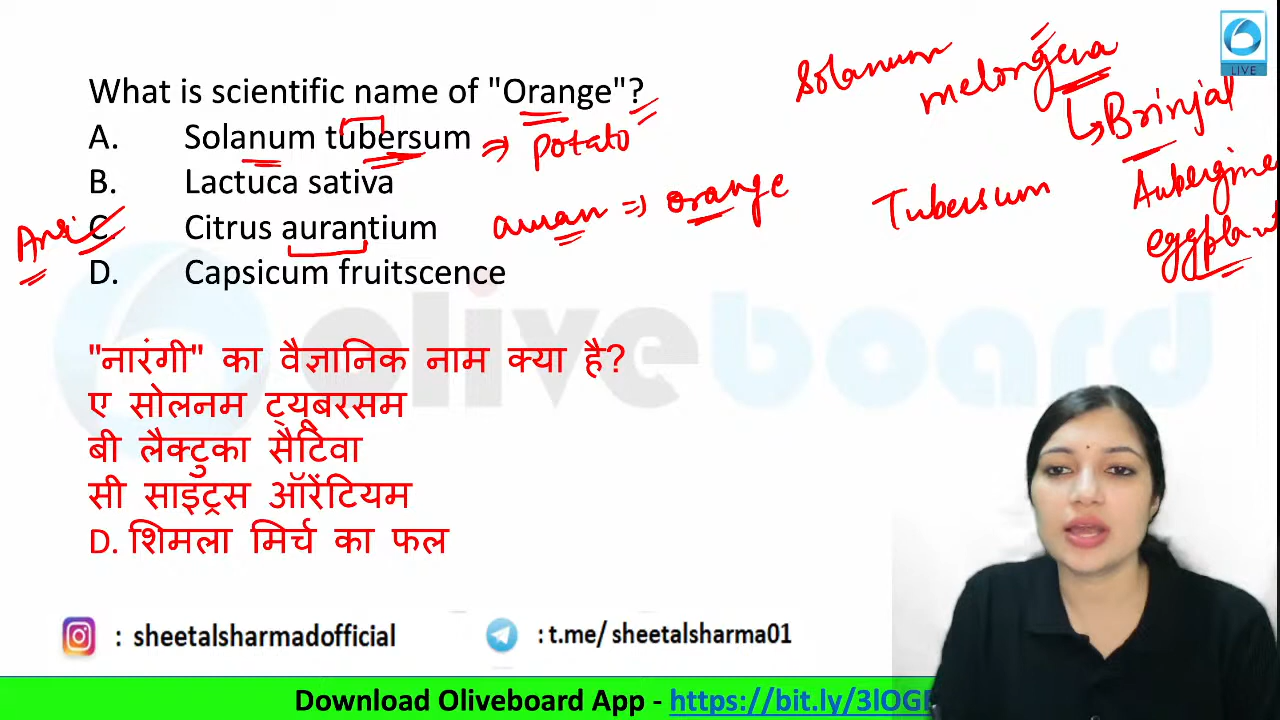 What is scientific name of "Orange"?
A. Solanum tubersum ⇒ potato
B. Lactuca sativa
Ans: C. Citrus aurantium auran ⇒ orange
D. Capsicum fruitscence
Solanum melongena
↳ Brinjal
Tubersum
Aubergine
eggplant
LIVE
oliveboard
"नारंगी" का वैज्ञानिक नाम क्या है?
ए सोलनम ट्यूबरसम
बी लैक्टुका सैटिवा
सी साइट्रस ऑरेंटियम
D. शिमला मिर्च का फल
: sheetalsharmadofficial
: t.me/ sheetalsharma01
Download Oliveboard App - https://bit.ly/3lOGF